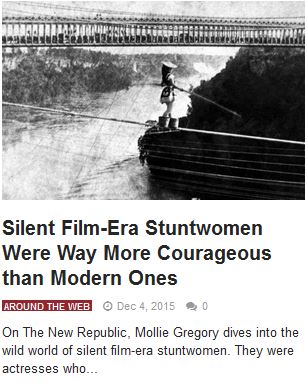 Silent Film-Era Stuntwomen
Were Way More Courageous
than Modern Ones
AROUND THE WEB Dec 4, 2015 0
On The New Republic, Mollie Gregory dives into the
wild world of silent film-era stuntwomen. They were
actresses who...